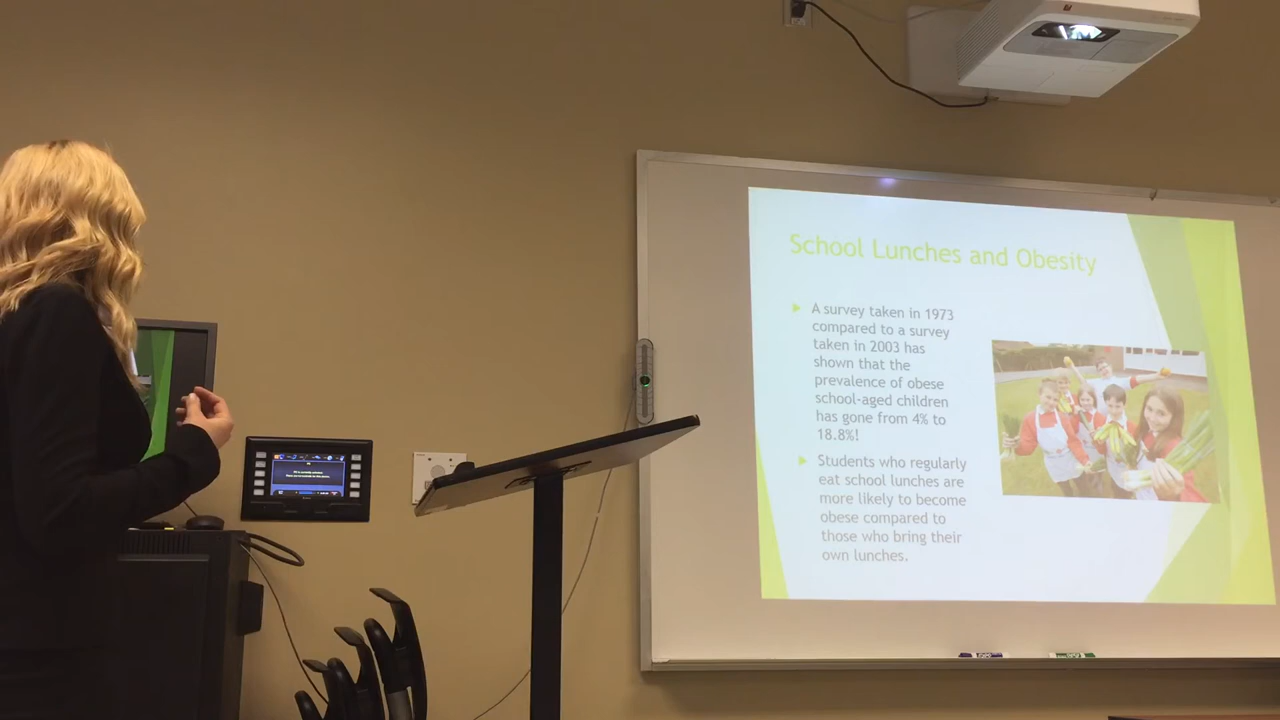 School Lunches and Obesity
A survey taken in 1973
compared to a survey
taken in 2003 has
shown that the
prevalence of obese
school-aged children
has gone from 4% to
18.8%!
Students who regularly
eat school lunches are
more likely to become
obese compared to
those who bring their
own lunches.